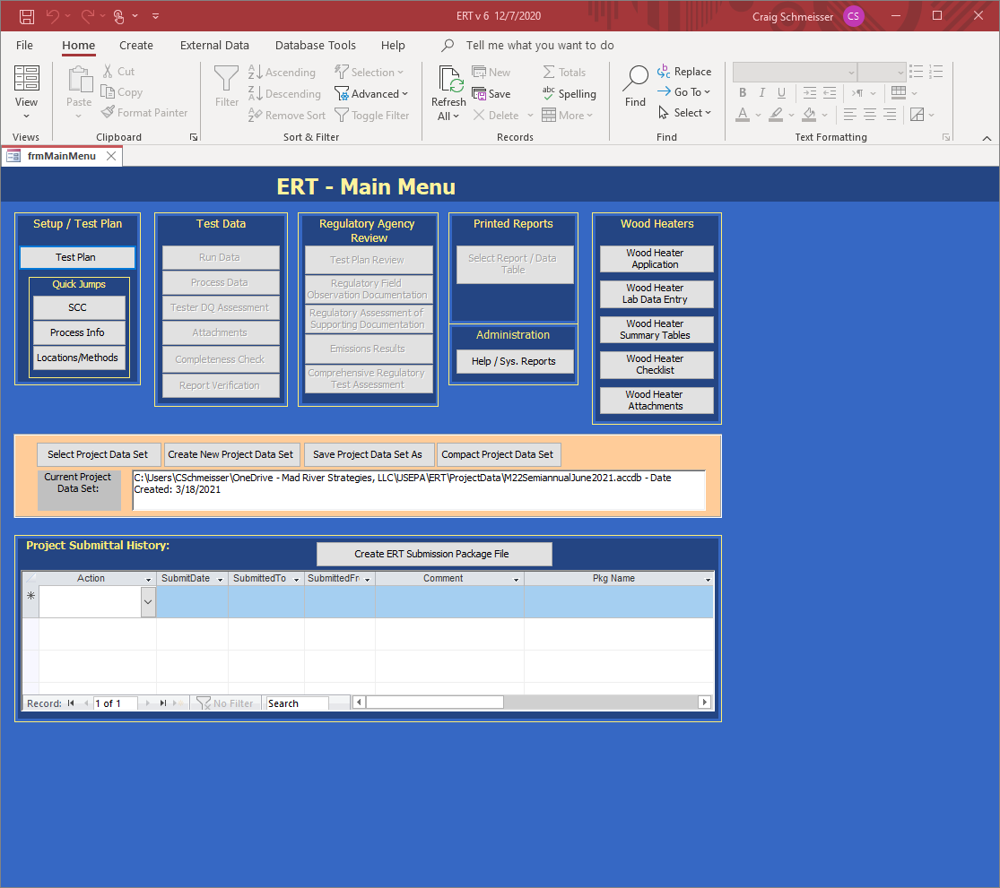 ERT v 6 12/7/2020
Craig Schmeisser
CS
File
Home
Create
External Data
Database Tools
Help
Tell me what you want to do
View
Views
Paste
Cut
Copy
Format Painter
Clipboard
Filter
Ascending
Descending
Remove Sort
Selection
Advanced
Toggle Filter
Sort & Filter
Refresh
All
New
Save
Delete
Totals
Spelling
More
Records
Find
Replace
Go To
Select
Find
B I U
A
Text Formatting
frmMainMenu
ERT - Main Menu
Setup / Test Plan
Test Plan
Quick Jumps
SCC
Process Info
Locations/Methods
Test Data
Run Data
Process Data
Tester DQ Assessment
Attachments
Completeness Check
Report Verification
Regulatory Agency
Review
Test Plan Review
Regulatory Field
Observation Documentation
Regulatory Assessment of
Supporting Documentation
Emissions Results
Comprehensive Regulatory
Test Assessment
Printed Reports
Select Report / Data
Table
Administration
Help / Sys. Reports
Wood Heaters
Wood Heater
Application
Wood Heater
Lab Data Entry
Wood Heater
Summary Tables
Wood Heater
Checklist
Wood Heater
Attachments
Select Project Data Set
Create New Project Data Set
Save Project Data Set As
Compact Project Data Set
Current Project
Data Set:
C:\Users\CSchmeisser\OneDrive - Mad River Strategies, LLC\USEPA\ERT\ProjectData\M22SemiannualJune2021.accdb - Date
Created: 3/18/2021
Project Submittal History:
Create ERT Submission Package File
Action
SubmitDate
SubmittedTo
SubmittedFr
Comment
Pkg Name
Record:
1 of 1
No Filter
Search